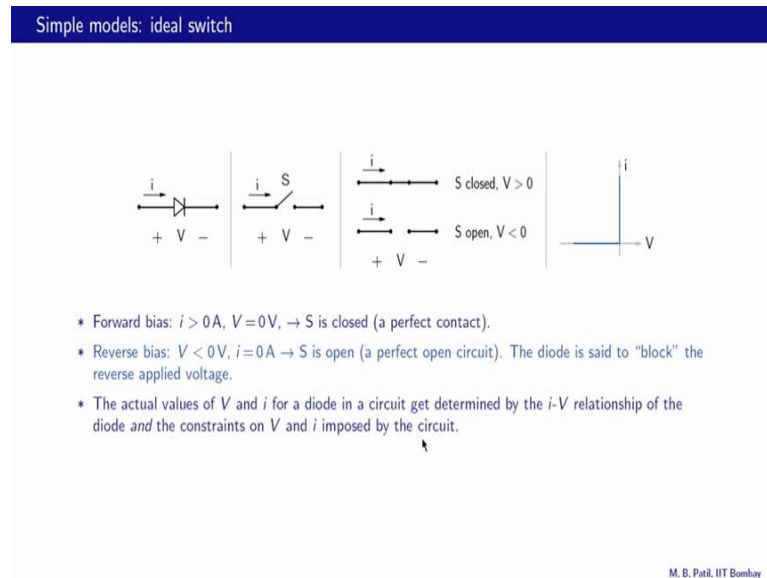 Simple models: ideal switch
i
+ V −
i S
+ V −
i
S closed, V > 0
i
S open, V < 0
+ V −
i
V
* Forward bias: i > 0 A, V = 0 V, → S is closed (a perfect contact).
* Reverse bias: V < 0 V, i = 0 A → S is open (a perfect open circuit). The diode is said to “block” the
reverse applied voltage.
* The actual values of V and i for a diode in a circuit get determined by the i-V relationship of the
diode and the constraints on V and i imposed by the circuit.
M. B. Patil, IIT Bombay